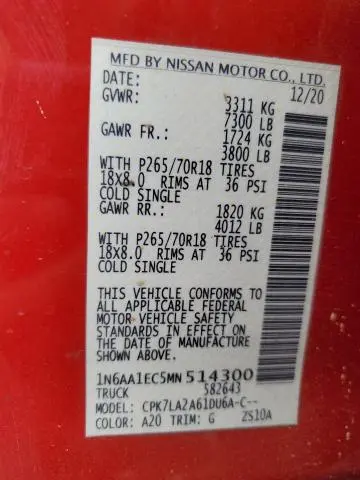 MFD BY NISSAN MOTOR CO., LTD.
DATE: 12/20
GVWR: 3311 KG
7300 LB
GAWR FR.: 1724 KG
3800 LB
WITH P265/70R18 TIRES
18X8.0 RIMS AT 36 PSI
COLD SINGLE
GAWR RR.: 1820 KG
4012 LB
WITH P265/70R18 TIRES
18X8.0 RIMS AT 36 PSI
COLD SINGLE
THIS VEHICLE CONFORMS TO
ALL APPLICABLE FEDERAL
MOTOR VEHICLE SAFETY
STANDARDS IN EFFECT ON THE
DATE OF MANUFACTURE
SHOWN ABOVE.
1N6AA1EC5MN514300
TRUCK 582643
MODEL: CPK7LA2A61DU6A-C--
COLOR: A20 TRIM: G ZS10A